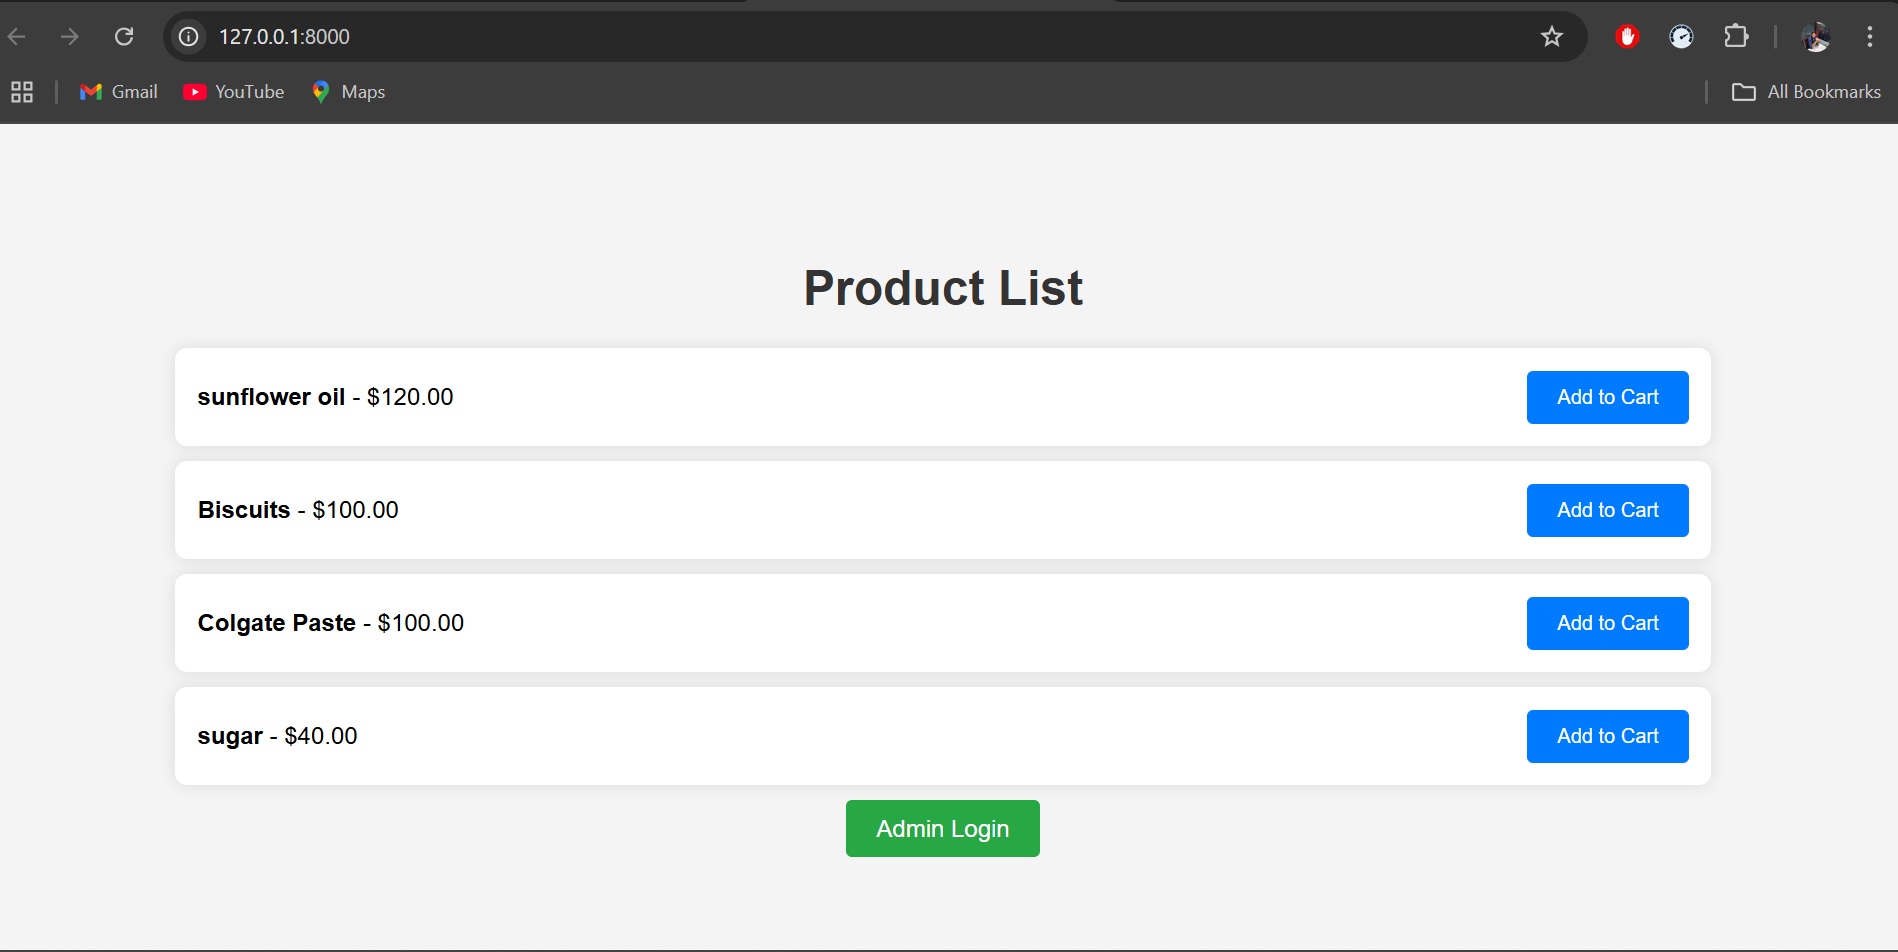 127.0.0.1:8000
Gmail YouTube Maps All Bookmarks
Product List
sunflower oil - $120.00 Add to Cart
Biscuits - $100.00 Add to Cart
Colgate Paste - $100.00 Add to Cart
sugar - $40.00 Add to Cart
Admin Login